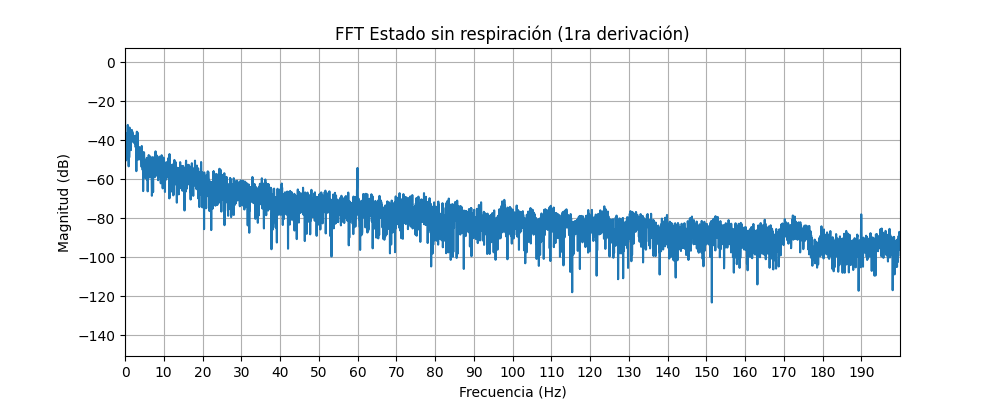 FFT Estado sin respiración (1ra derivación)
0
−20
−40
−60
−80
−100
−120
−140
Magnitud (dB)
0 10 20 30 40 50 60 70 80 90 100 110 120 130 140 150 160 170 180 190
Frecuencia (Hz)